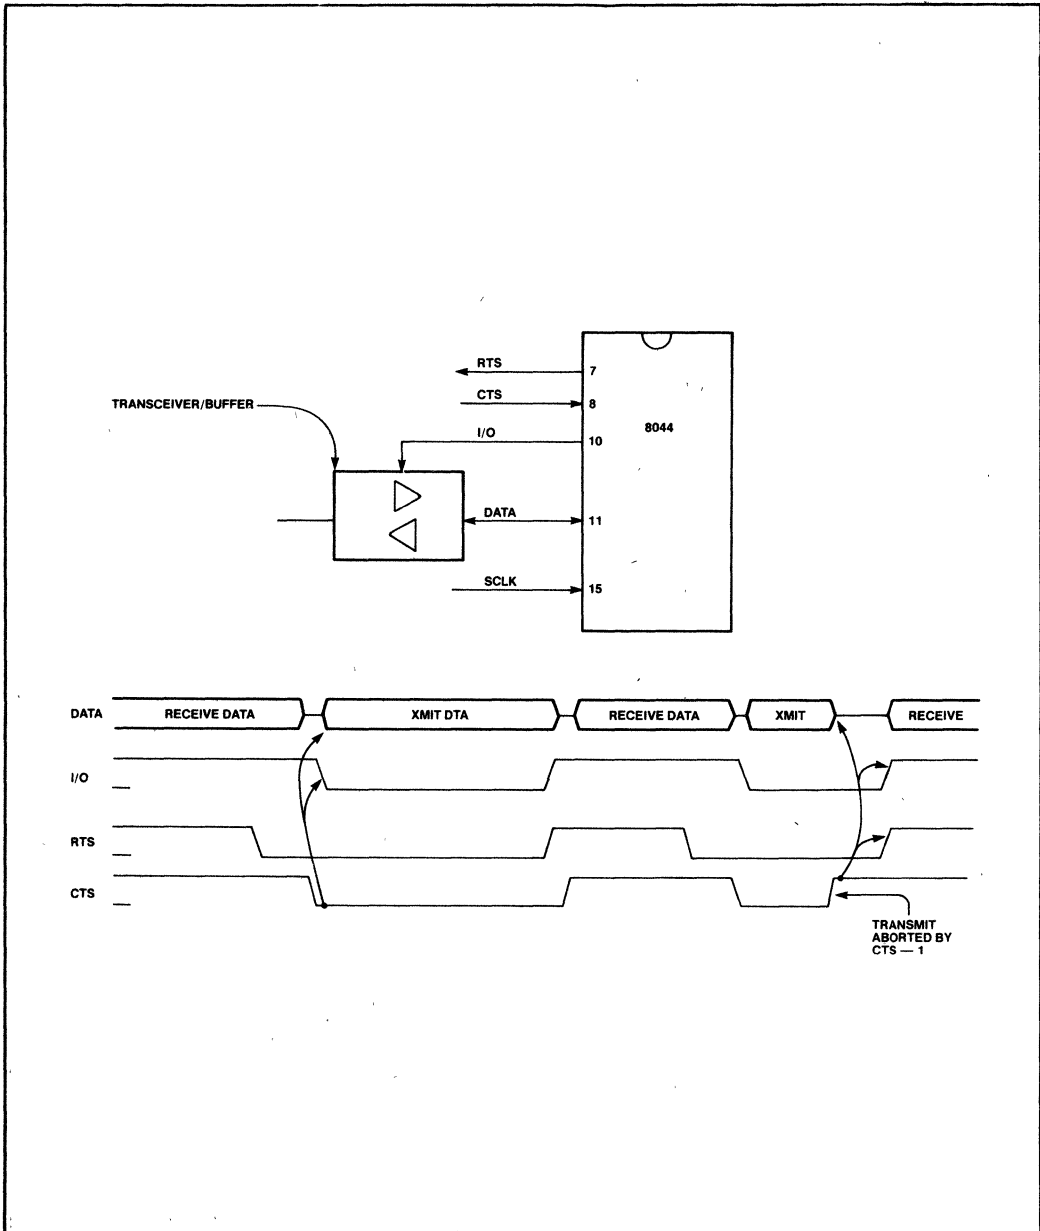 RTS
7
CTS
8
TRANSCEIVER/BUFFER
8044
I/O
10
DATA
11
SCLK
15
DATA
RECEIVE DATA
XMIT DTA
RECEIVE DATA
XMIT
RECEIVE
I/O
RTS
CTS
TRANSMIT
ABORTED BY
CTS — 1